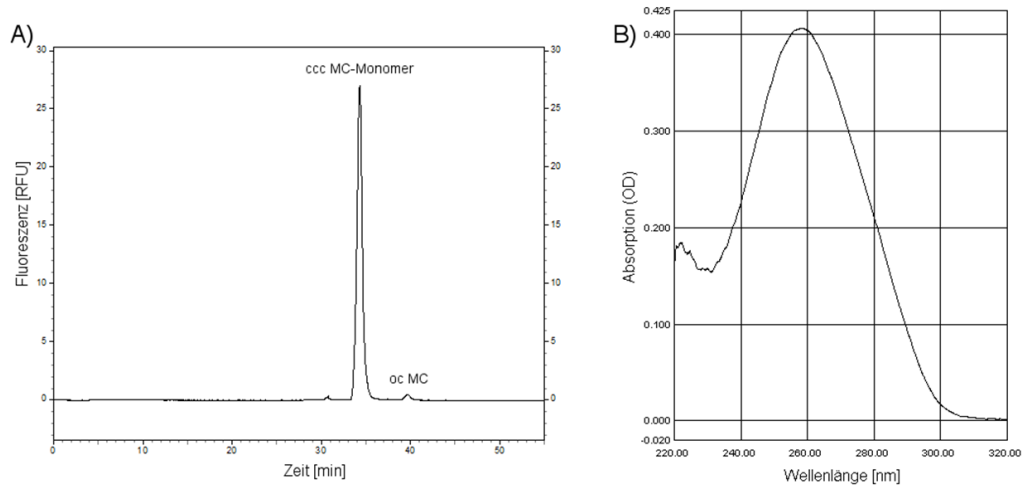 A)
ccc MC-Monomer
oc MC
Fluoreszenz [RFU]
30
25
20
15
10
5
0
30
25
20
15
10
5
0
0 10 20 30 40 50
Zeit [min]
B)
Absorption (OD)
0.425
0.400
0.300
0.200
0.100
0.000
-0.020
220.00 240.00 260.00 280.00 300.00 320.00
Wellenlänge [nm]